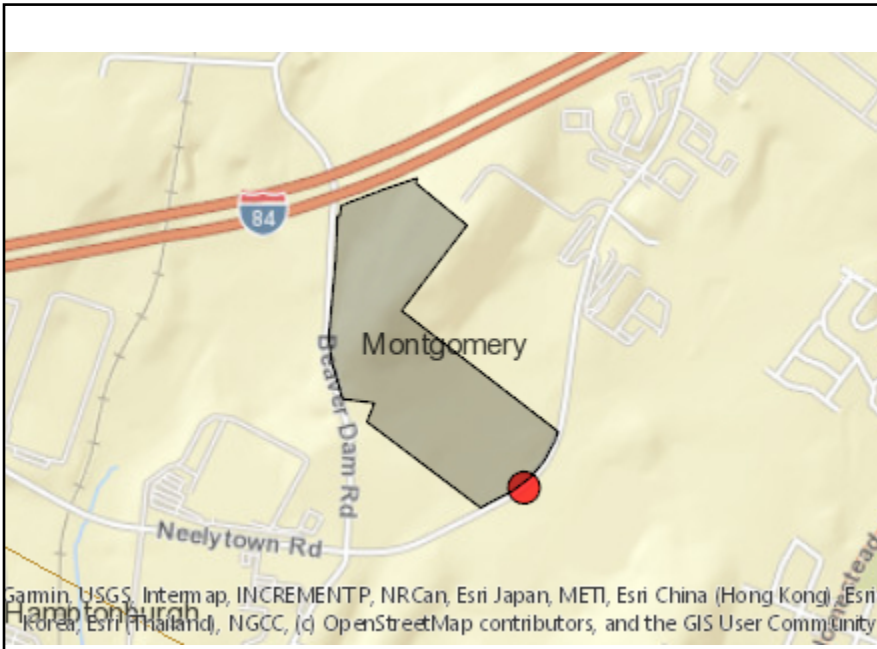 84
Montgomery
Beaver Dam Rd
Neelytown Rd
Homestead
Hamptonburgh
Garmin, USGS, Intermap, INCREMENT P, NRCan, Esri Japan, METI, Esri China (Hong Kong), Esri
Korea, Esri (Thailand), NGCC, (c) OpenStreetMap contributors, and the GIS User Community